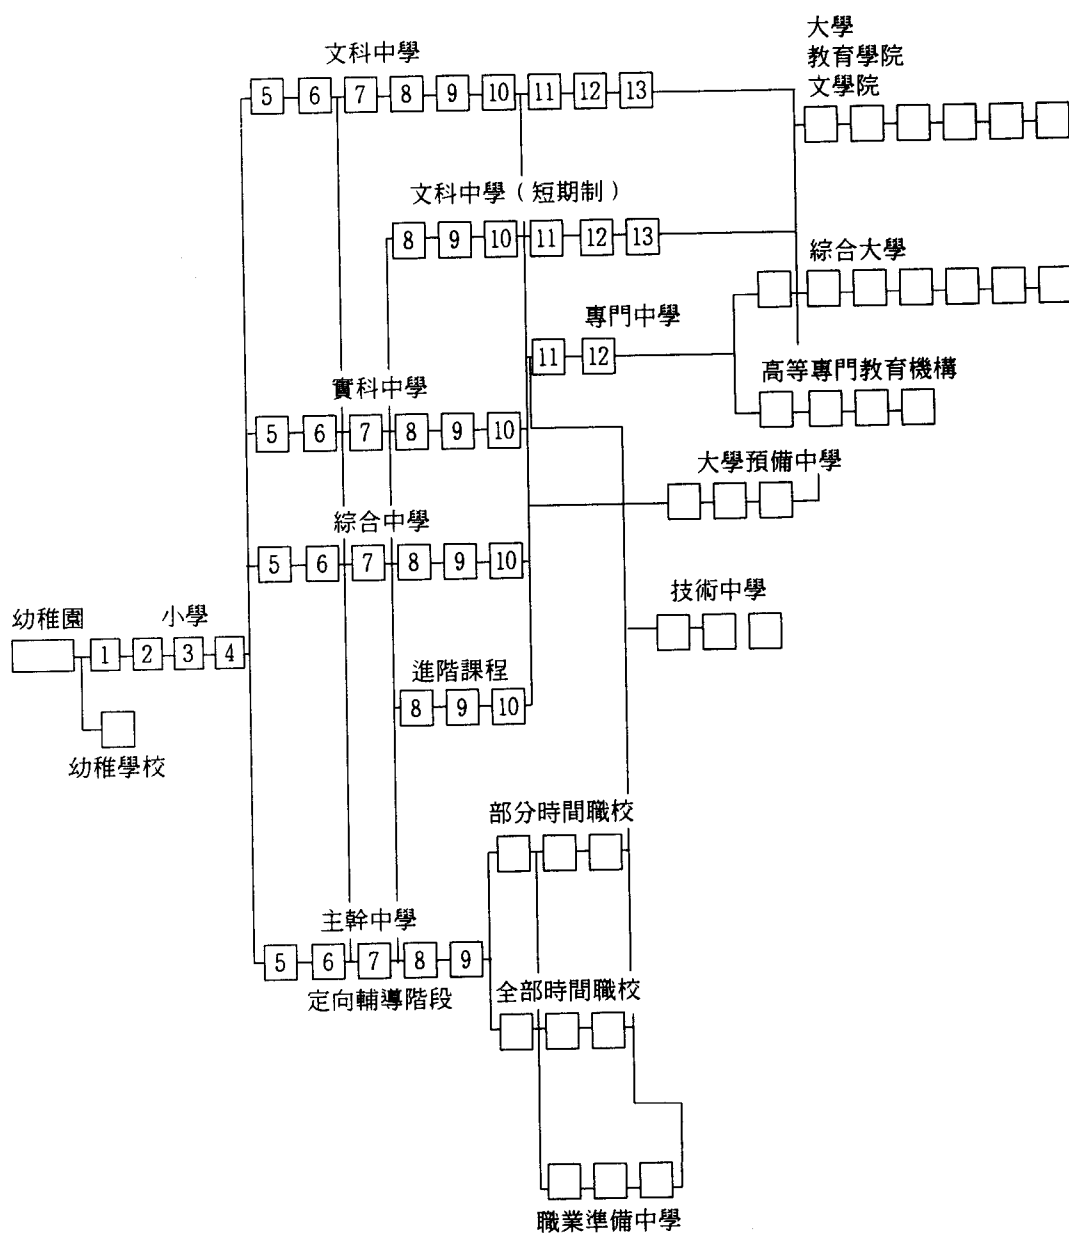 大學
教育學院
文學院
文科中學
5 6 7 8 9 10 11 12 13
文科中學（短期制）
8 9 10 11 12 13
綜合大學
專門中學
11 12
高等專門教育機構
實科中學
5 6 7 8 9 10
大學預備中學
綜合中學
5 6 7 8 9 10
技術中學
幼稚園
小學
1 2 3 4
進階課程
8 9 10
幼稚學校
部分時間職校
主幹中學
5 6 7 8 9
定向輔導階段
全部時間職校
職業準備中學